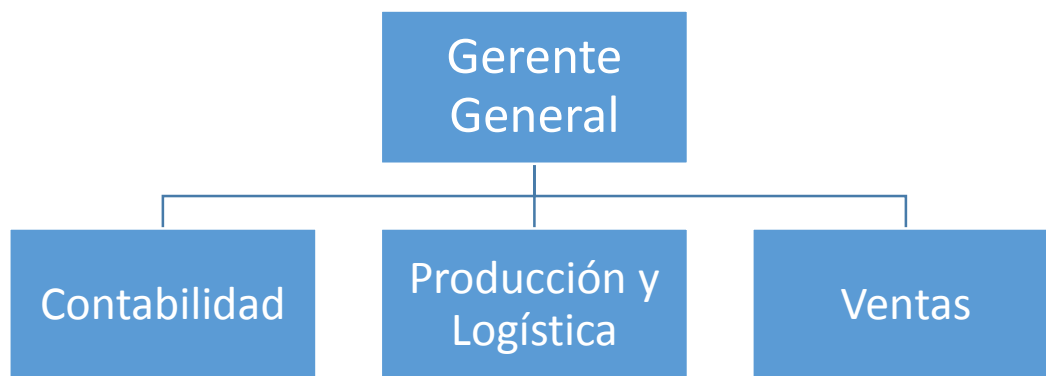 Gerente
General
Contabilidad
Producción y
Logística
Ventas